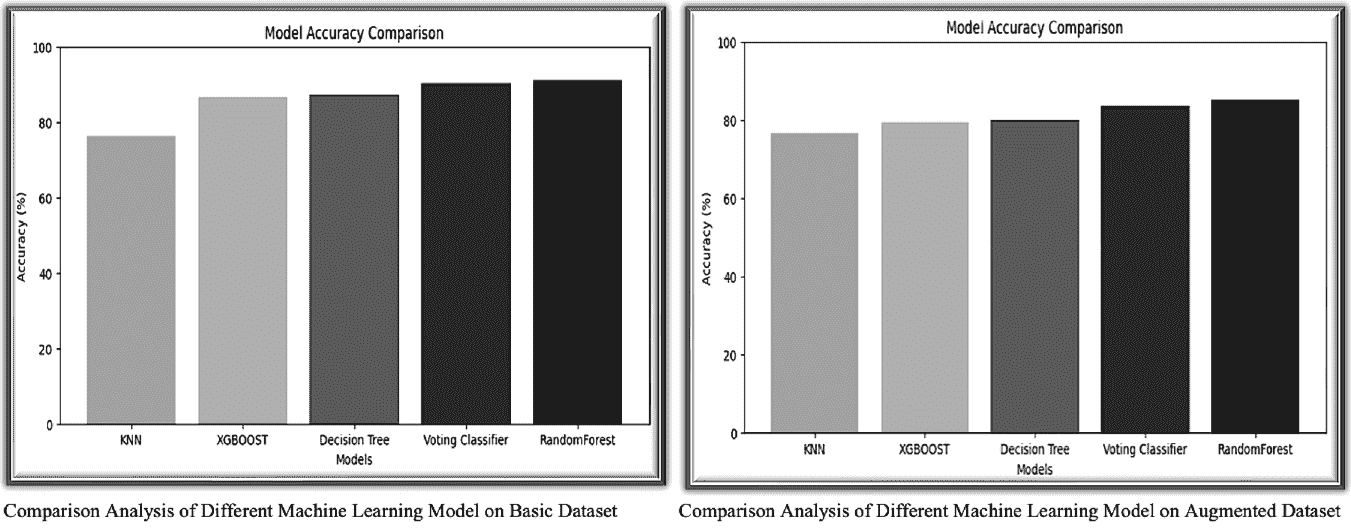 Model Accuracy Comparison
100
80
60
40
20
0
Accuracy (%)
KNN XGBOOST Decision Tree Voting Classifier RandomForest
Models
Comparison Analysis of Different Machine Learning Model on Basic Dataset
Model Accuracy Comparison
100
80
60
40
20
0
Accuracy (%)
KNN XGBOOST Decision Tree Voting Classifier RandomForest
Models
Comparison Analysis of Different Machine Learning Model on Augmented Dataset